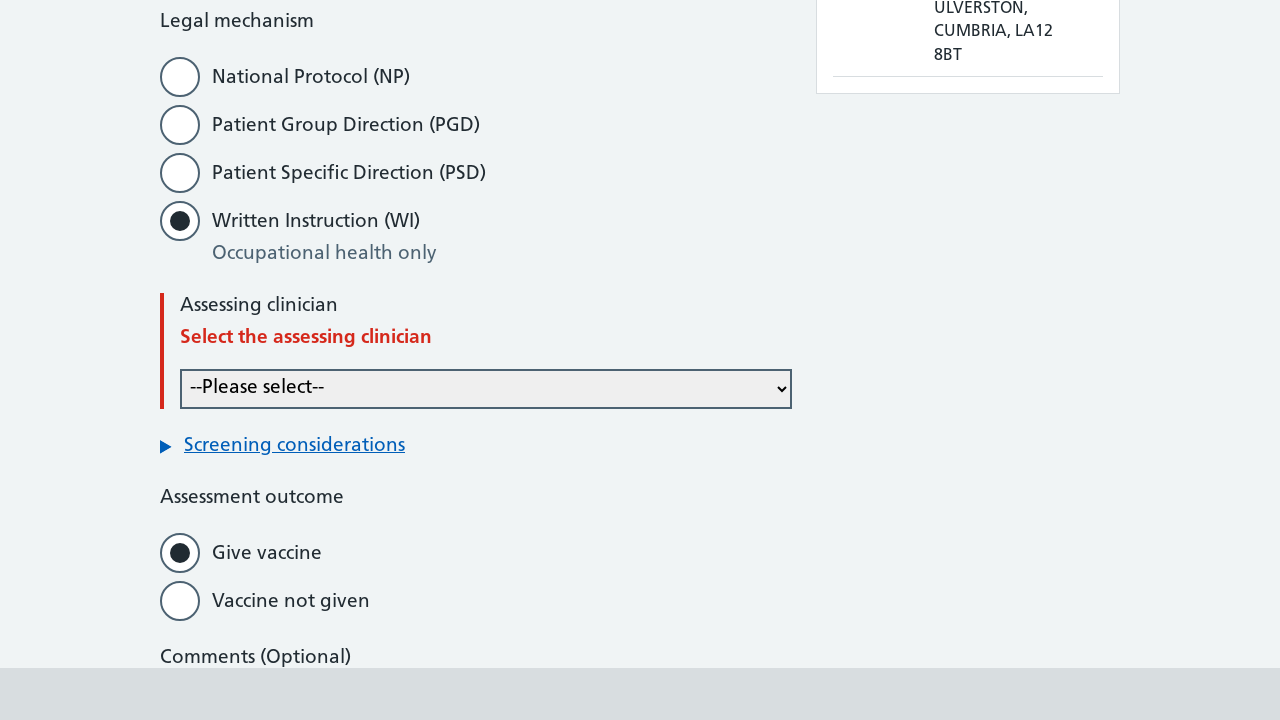 Legal mechanism
ULVERSTON,
CUMBRIA, LA12
8BT
National Protocol (NP)
Patient Group Direction (PGD)
Patient Specific Direction (PSD)
Written Instruction (WI)
Occupational health only
Assessing clinician
Select the assessing clinician
--Please select--
Screening considerations
Assessment outcome
Give vaccine
Vaccine not given
Comments (Optional)